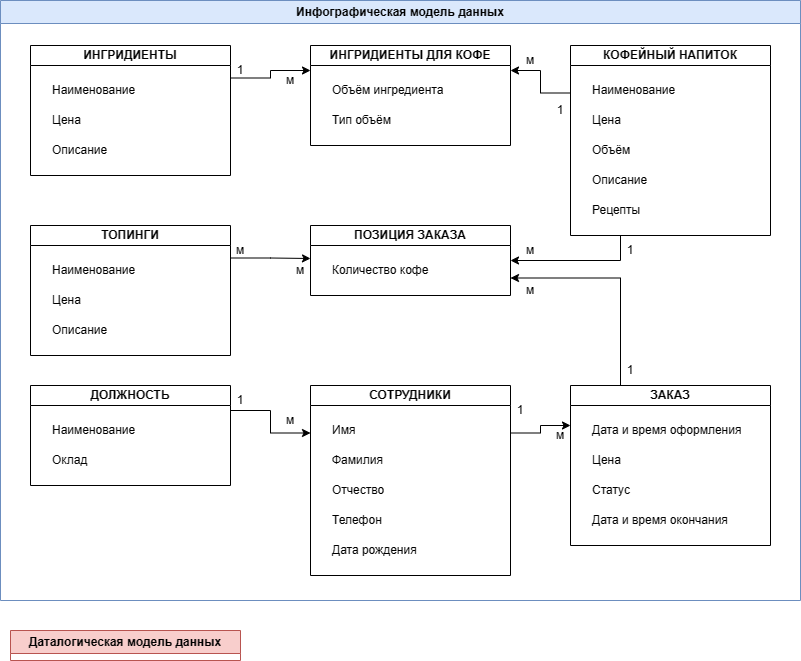 Инфографическая модель данных
ИНГРИДИЕНТЫ
Наименование
Цена
Описание
1
м
ИНГРИДИЕНТЫ ДЛЯ КОФЕ
Объём ингредиента
Тип объём
м
1
КОФЕЙНЫЙ НАПИТОК
Наименование
Цена
Объём
Описание
Рецепты
ТОПИНГИ
Наименование
Цена
Описание
м
м
ПОЗИЦИЯ ЗАКАЗА
Количество кофе
м
1
м
1
ДОЛЖНОСТЬ
Наименование
Оклад
1
м
СОТРУДНИКИ
Имя
Фамилия
Отчество
Телефон
Дата рождения
1
м
ЗАКАЗ
Дата и время оформления
Цена
Статус
Дата и время окончания
Даталогическая модель данных